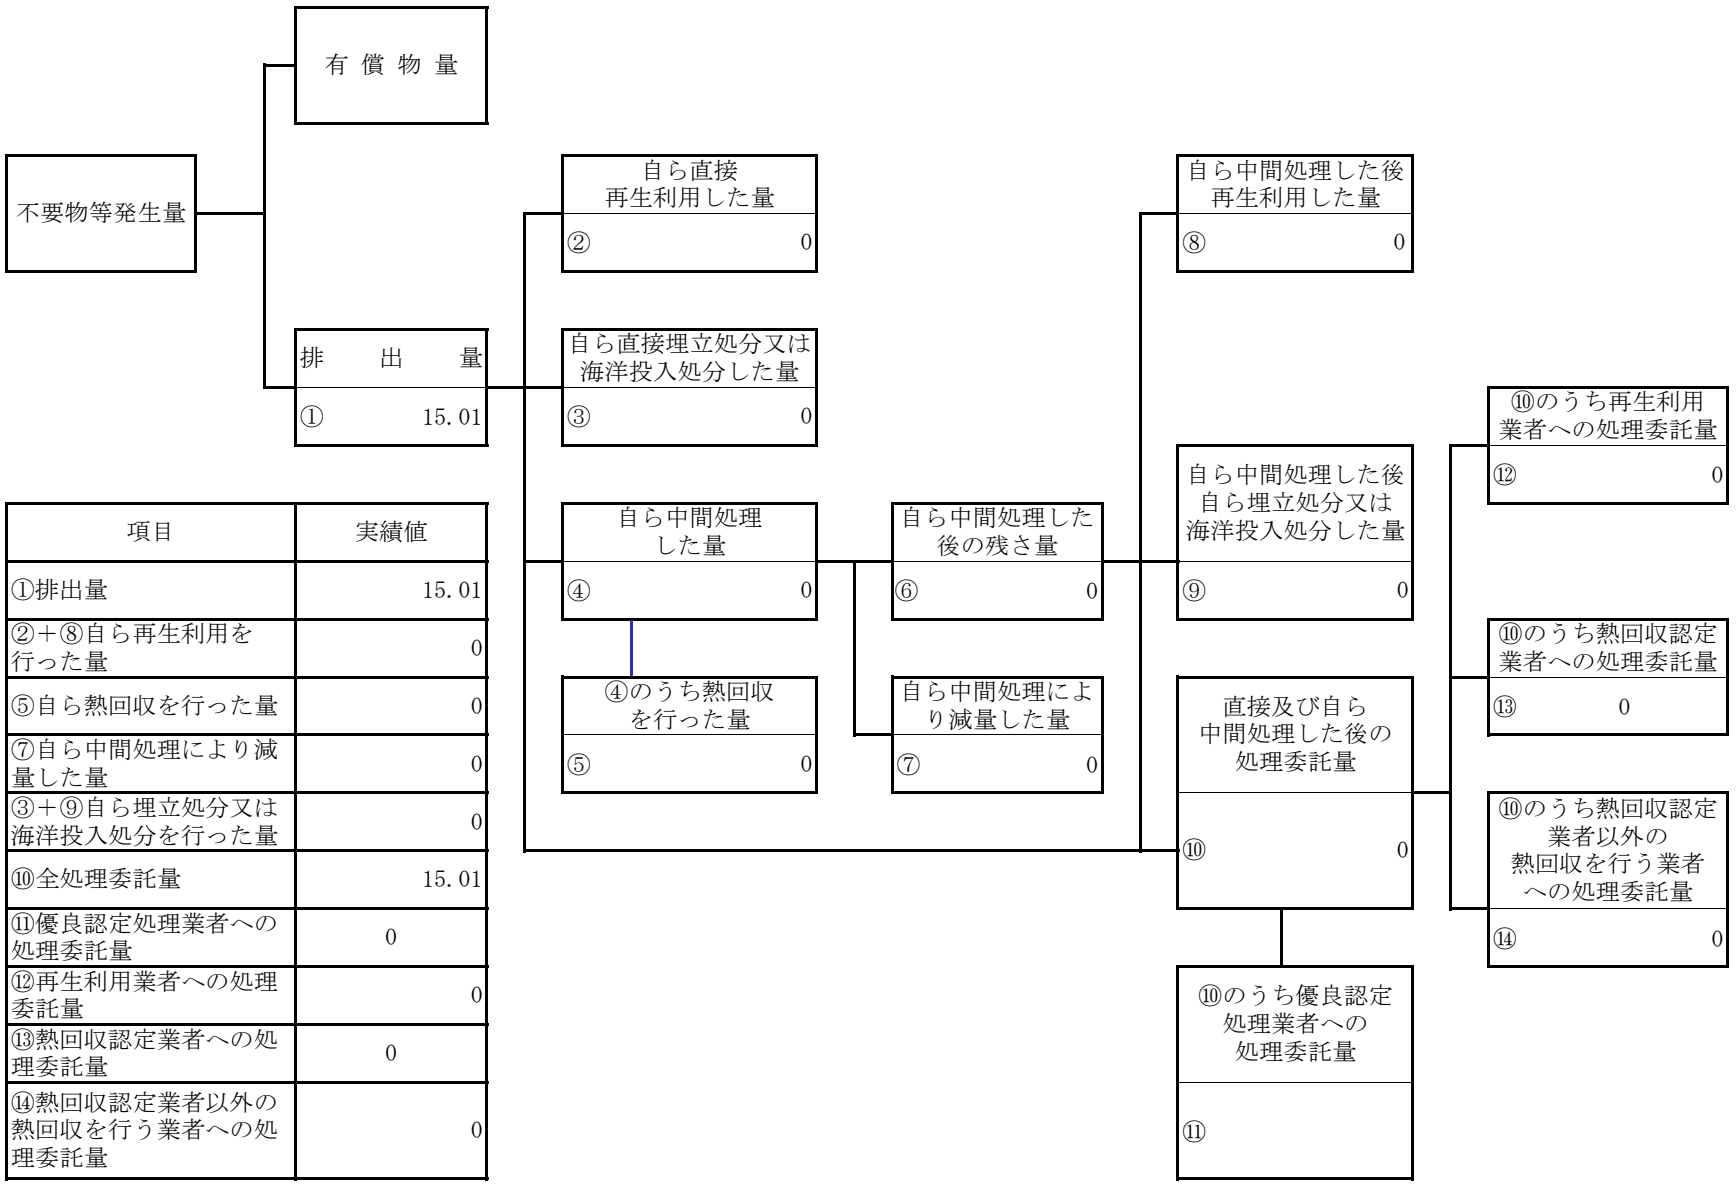 有償物量
不要物等発生量
自ら直接
再生利用した量
② 0
自ら中間処理した後
再生利用した量
⑧ 0
排出量
① 15.01
自ら直接埋立処分又は
海洋投入処分した量
③ 0
⑩のうち再生利用
業者への処理委託量
⑫ 0
自ら中間処理
した量
④ 0
自ら中間処理した
後の残さ量
⑥ 0
自ら中間処理した後
自ら埋立処分又は
海洋投入処分した量
⑨ 0
⑩のうち熱回収認定
業者への処理委託量
⑬ 0
④のうち熱回収
を行った量
⑤ 0
自ら中間処理によ
り減量した量
⑦ 0
直接及び自ら
中間処理した後の
処理委託量
⑩ 0
⑩のうち熱回収認定
業者以外の
熱回収を行う業者
への処理委託量
⑭ 0
⑩のうち優良認定
処理業者への
処理委託量
⑪
項目 実績値
①排出量 15.01
②+⑧自ら再生利用を
行った量 0
⑤自ら熱回収を行った量 0
⑦自ら中間処理により減
量した量 0
③+⑨自ら埋立処分又は
海洋投入処分を行った量 0
⑩全処理委託量 15.01
⑪優良認定処理業者への
処理委託量 0
⑫再生利用業者への処理
委託量 0
⑬熱回収認定業者への処
理委託量 0
⑭熱回収認定業者以外の
熱回収を行う業者への処
理委託量 0